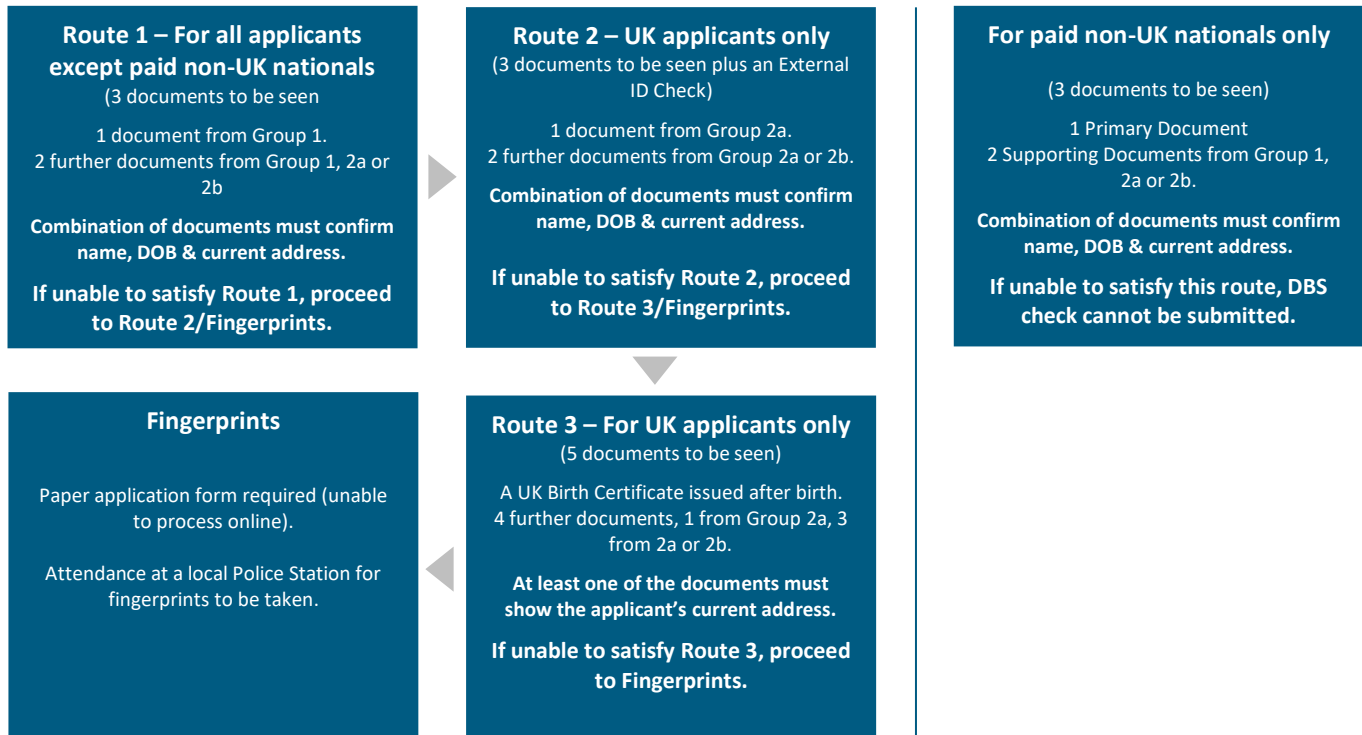 Route 1 – For all applicants
except paid non-UK nationals
(3 documents to be seen
1 document from Group 1.
2 further documents from Group 1, 2a or
2b
Combination of documents must confirm
name, DOB & current address.
If unable to satisfy Route 1, proceed
to Route 2/Fingerprints.
Route 2 – UK applicants only
(3 documents to be seen plus an External
ID Check)
1 document from Group 2a.
2 further documents from Group 2a or 2b.
Combination of documents must confirm
name, DOB & current address.
If unable to satisfy Route 2, proceed
to Route 3/Fingerprints.
For paid non-UK nationals only
(3 documents to be seen)
1 Primary Document
2 Supporting Documents from Group 1,
2a or 2b.
Combination of documents must confirm
name, DOB & current address.
If unable to satisfy this route, DBS
check cannot be submitted.
Route 3 – For UK applicants only
(5 documents to be seen)
A UK Birth Certificate issued after birth.
4 further documents, 1 from Group 2a, 3
from 2a or 2b.
At least one of the documents must
show the applicant’s current address.
If unable to satisfy Route 3, proceed
to Fingerprints.
Fingerprints
Paper application form required (unable
to process online).
Attendance at a local Police Station for
fingerprints to be taken.